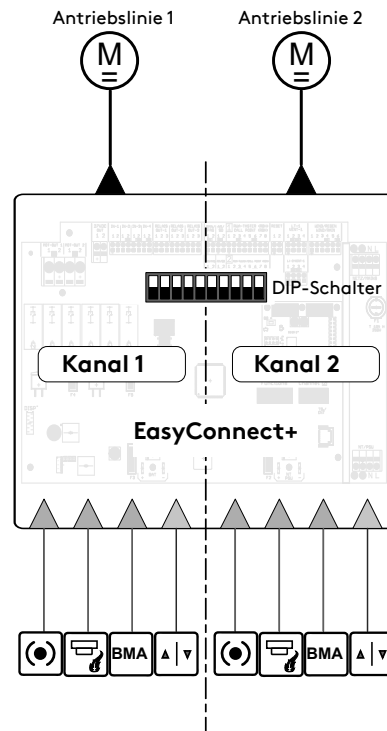 Antriebslinie 1
Antriebslinie 2
M
M
DIP-Schalter
Kanal 1
Kanal 2
EasyConnect+
BMA
BMA